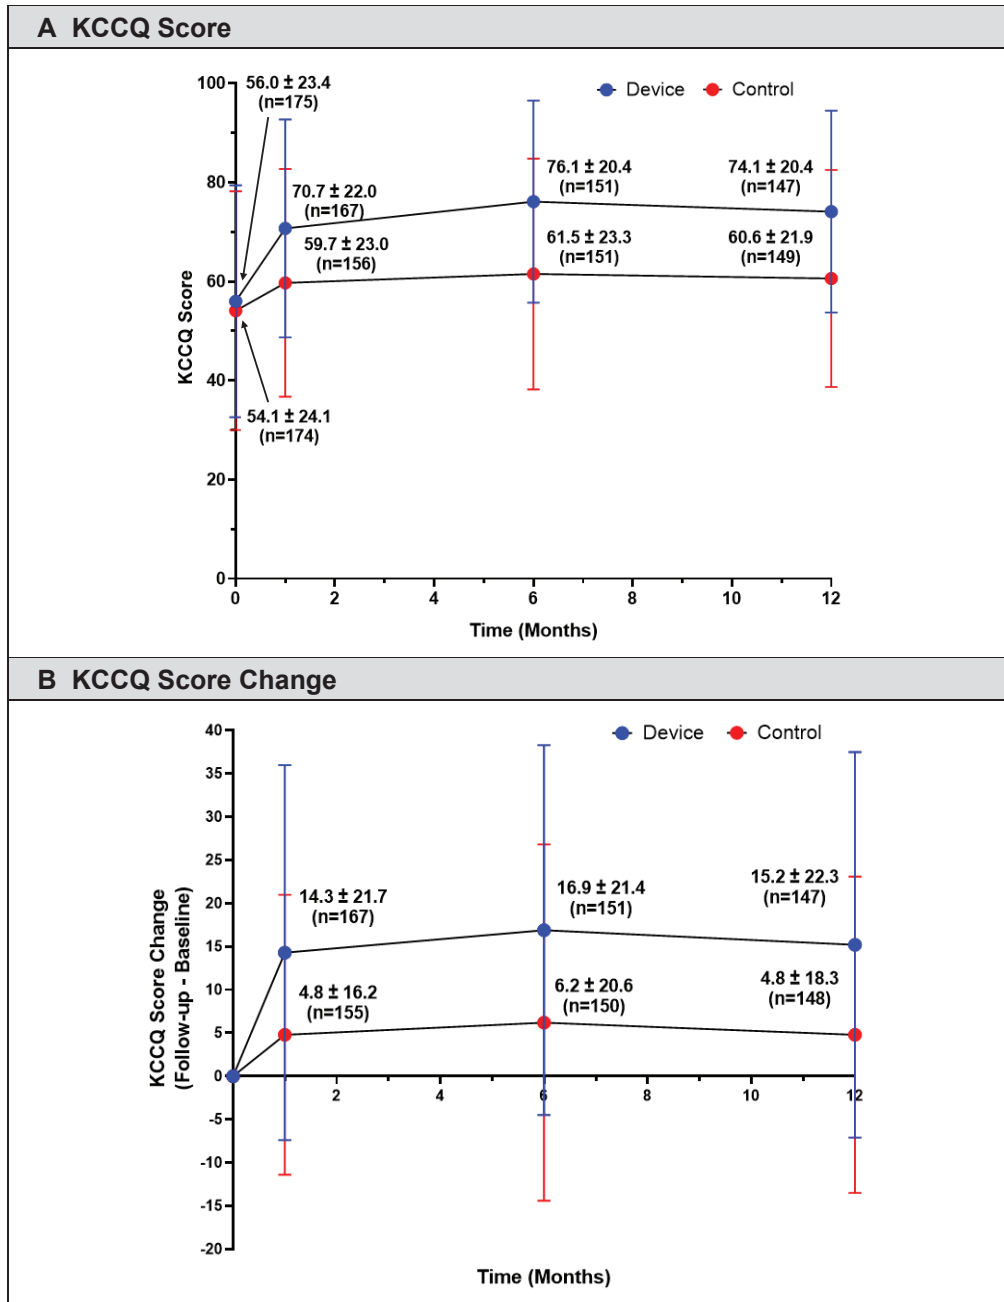 A KCCQ Score
Device
Control
100
80
60
40
20
0
KCCQ Score
56.0 ± 23.4
(n=175)
70.7 ± 22.0
(n=167)
59.7 ± 23.0
(n=156)
76.1 ± 20.4
(n=151)
61.5 ± 23.3
(n=151)
74.1 ± 20.4
(n=147)
60.6 ± 21.9
(n=149)
54.1 ± 24.1
(n=174)
0 2 4 6 8 10 12
Time (Months)
B KCCQ Score Change
Device
Control
40
35
30
25
20
15
10
5
0
-5
-10
-15
-20
KCCQ Score Change
(Follow-up - Baseline)
14.3 ± 21.7
(n=167)
4.8 ± 16.2
(n=155)
16.9 ± 21.4
(n=151)
6.2 ± 20.6
(n=150)
15.2 ± 22.3
(n=147)
4.8 ± 18.3
(n=148)
2 4 6 8 10 12
Time (Months)